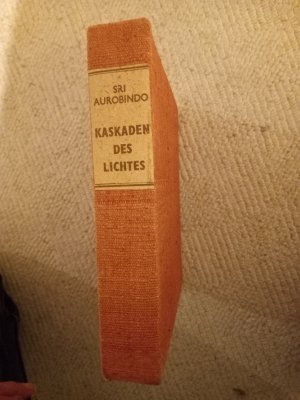 SRI
AUROBINDO
KASKADEN
DES
LICHTES